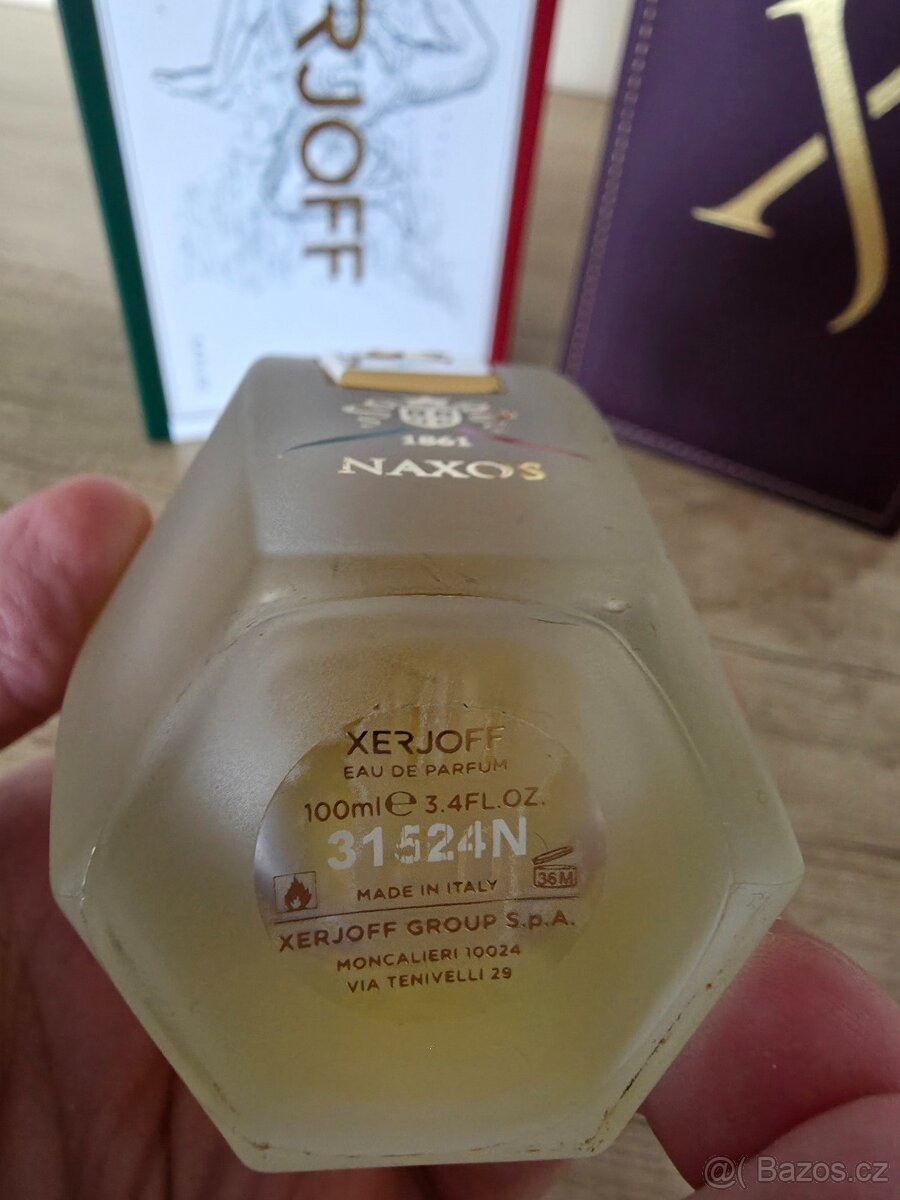 ERJOFF
X
1861
NAXOS
XERJOFF
EAU DE PARFUM
100ml ℮ 3.4FL.OZ.
31524N
36M
MADE IN ITALY
XERJOFF GROUP S.p.A.
MONCALIERI 10024
VIA TENIVELLI 29
@( Bazos.cz